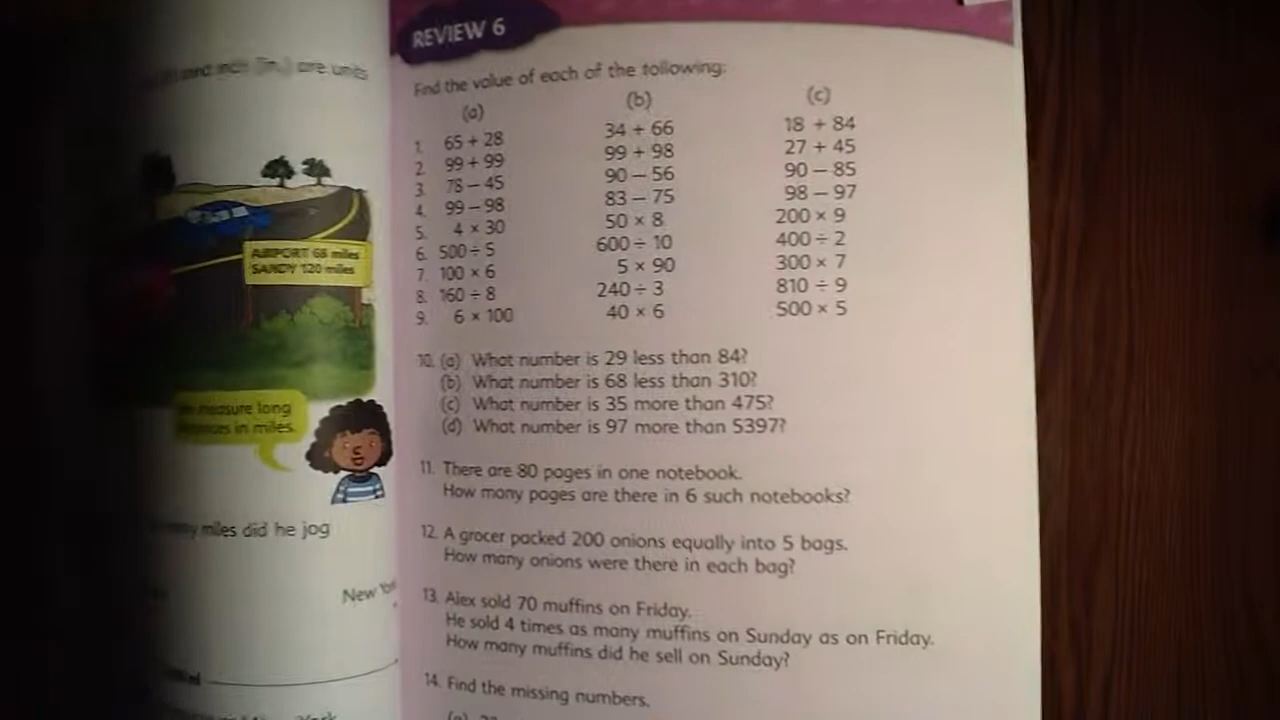 REVIEW 6
Find the value of each of the following:
(a) (b) (c)
1. 65 + 28 34 + 66 18 + 84
2. 99 + 99 99 + 98 27 + 45
3. 78 – 45 90 – 56 90 – 85
4. 99 – 98 83 – 75 98 – 97
5. 4 × 30 50 × 8 200 × 9
6. 500 ÷ 5 600 ÷ 10 400 ÷ 2
7. 100 × 6 5 × 90 300 × 7
8. 160 ÷ 8 240 ÷ 3 810 ÷ 9
9. 6 × 100 40 × 6 500 × 5
10. (a) What number is 29 less than 84?
(b) What number is 68 less than 310?
(c) What number is 35 more than 475?
(d) What number is 97 more than 5397?
11. There are 80 pages in one notebook.
How many pages are there in 6 such notebooks?
12. A grocer packed 200 onions equally into 5 bags.
How many onions were there in each bag?
13. Alex sold 70 muffins on Friday.
He sold 4 times as many muffins on Sunday as on Friday.
How many muffins did he sell on Sunday?
14. Find the missing numbers.
(in.) are units
AIRPORT 68 miles
SANDY 120 miles
measure long
in miles.
miles did he jog
New